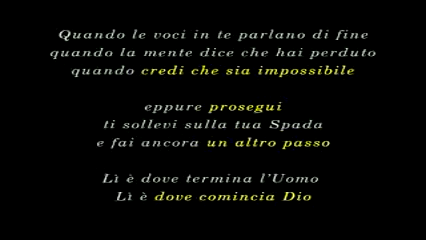 Quando le voci in te parlano di fine
quando la mente dice che hai perduto
quando credi che sia impossibile
eppure prosegui
ti sollevi sulla tua Spada
e fai ancora un altro passo
Lì è dove termina l'Uomo
Lì è dove comincia Dio